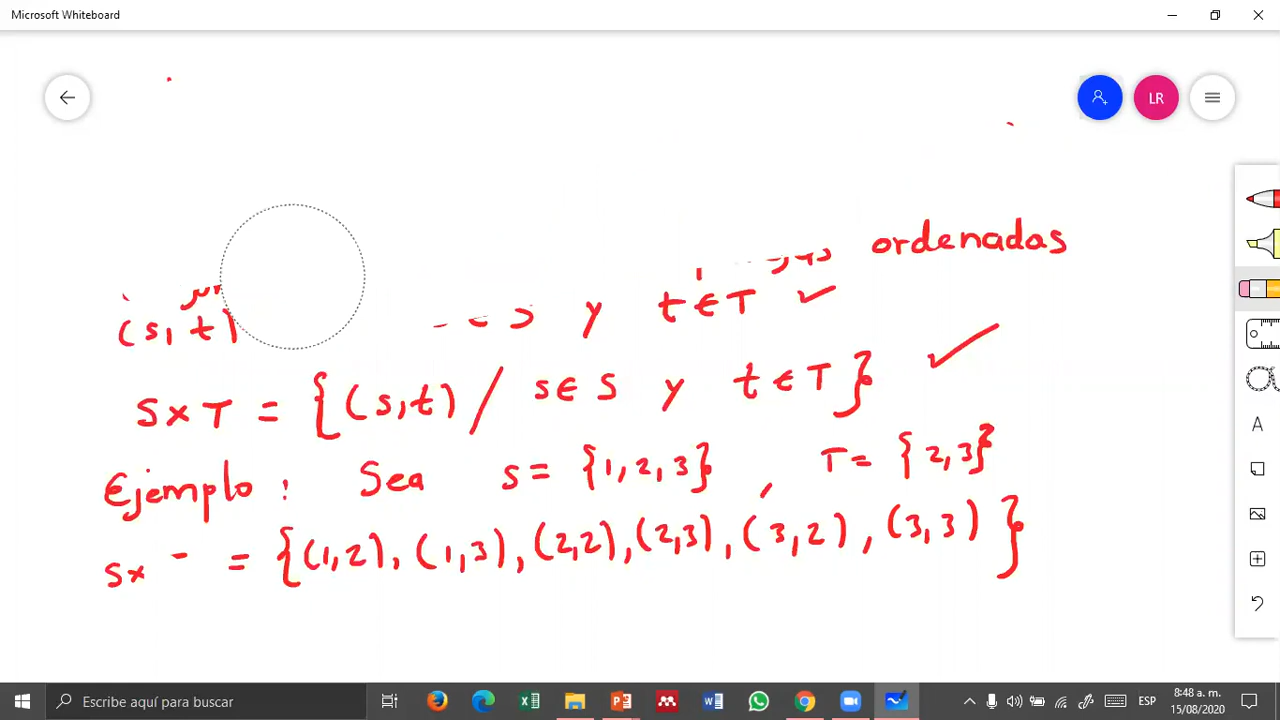 Microsoft Whiteboard
LR
ordenadas
(s, t) y t ∈ T ✓
S x T = {(s,t) / s ∈ S y t ∈ T} ✓
Ejemplo : Sea S = {1, 2, 3} T = {2, 3}
S x = {(1,2), (1,3), (2,2), (2,3), (3,2), (3,3)}
A
Escribe aquí para buscar
ESP
8:48 a. m.
15/08/2020